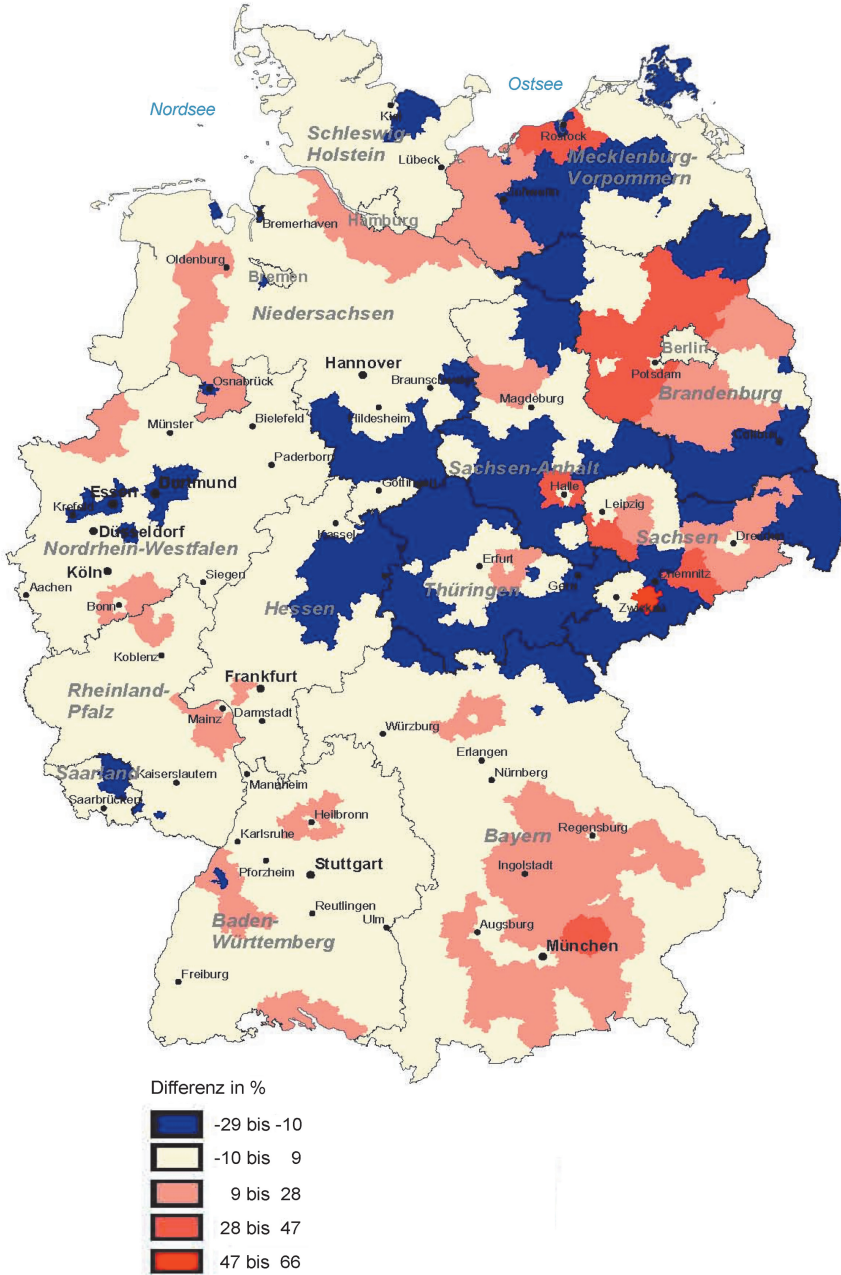 Ostsee
Nordsee
Kiel
Rostock
Schleswig-
Holstein
Mecklenburg-
Vorpommern
Lübeck
Schwerin
Hamburg
Bremerhaven
Oldenburg
Bremen
Niedersachsen
Berlin
Potsdam
Brandenburg
Hannover
Braunschweig
Osnabrück
Magdeburg
Hildesheim
Münster
Bielefeld
Cottbus
Paderborn
Sachsen-Anhalt
Göttingen
Dortmund
Essen
Halle
Krefeld
Leipzig
Kassel
Düsseldorf
Sachsen
Dresden
Nordrhein-Westfalen
Erfurt
Köln
Siegen
Thüringen
Gera
Chemnitz
Aachen
Bonn
Hessen
Zwickau
Koblenz
Frankfurt
Rheinland-
Pfalz
Mainz
Darmstadt
Würzburg
Erlangen
Saarland
Kaiserslautern
Mannheim
Nürnberg
Saarbrücken
Heilbronn
Bayern
Regensburg
Karlsruhe
Pforzheim
Stuttgart
Ingolstadt
Reutlingen
Ulm
Augsburg
Baden-
Württemberg
München
Freiburg
Differenz in %
-29 bis -10
-10 bis 9
9 bis 28
28 bis 47
47 bis 66